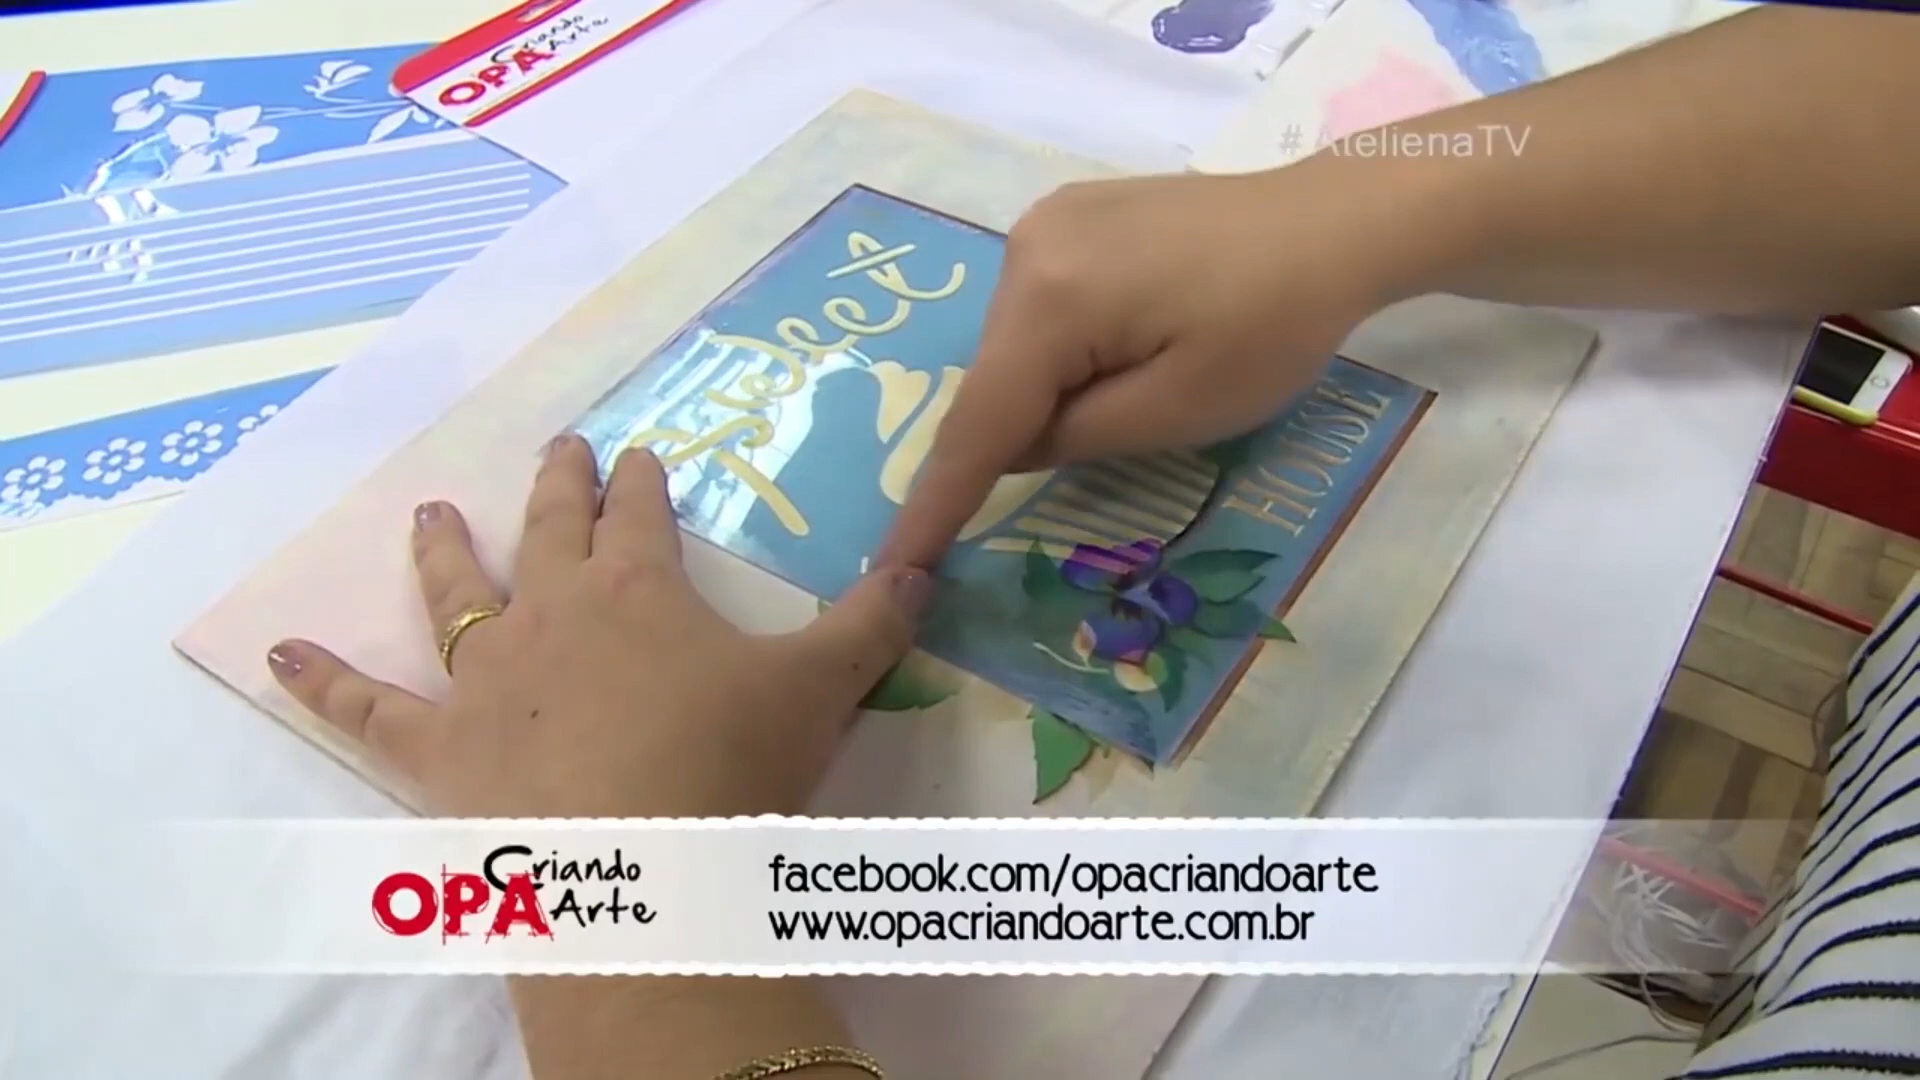 OPA Criando
Arte
#AtelienaTV
Sweet
HOUSE
OPA Criando
Arte
facebook.com/opacriandoarte
www.opacriandoarte.com.br